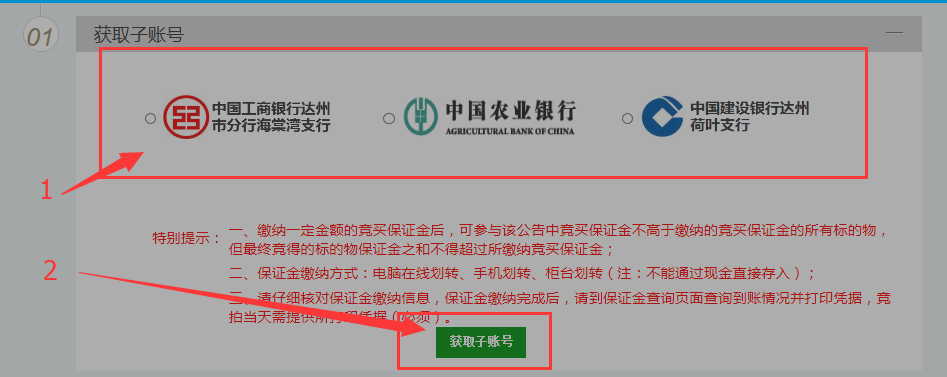 01 获取子账号
中国工商银行达州
市分行海棠湾支行
中国农业银行
AGRICULTURAL BANK OF CHINA
中国建设银行达州
荷叶支行
1
特别提示：
一、缴纳一定金额的竞买保证金后，可参与该公告中竞买保证金不高于缴纳的竞买保证金的所有标的物，
但最终竞得的标的物保证金之和不得超过所缴纳竞买保证金；
2
二、保证金缴纳方式：电脑在线划转、手机划转、柜台划转（注：不能通过现金直接存入）；
三、请仔细核对保证金缴纳信息，保证金缴纳完成后，请到保证金查询页面查询到账情况并打印凭据，竞
拍当天需提供所打印凭据（必须）。
获取子账号